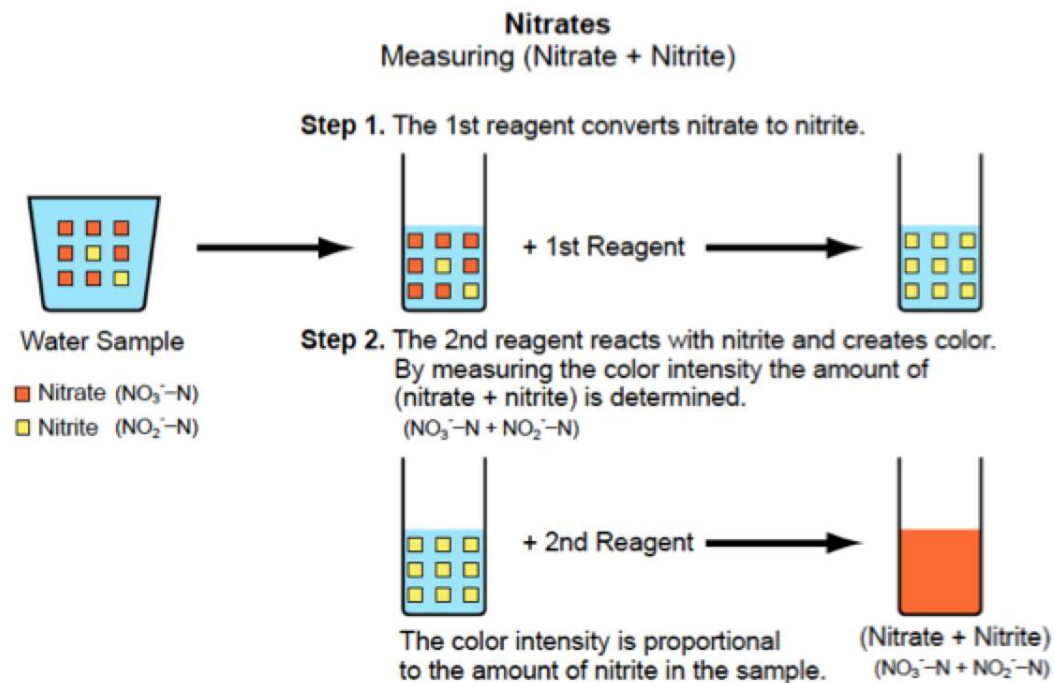 Nitrates
Measuring (Nitrate + Nitrite)
Step 1. The 1st reagent converts nitrate to nitrite.
+ 1st Reagent
Water Sample
Nitrate (NO₃⁻–N)
Nitrite (NO₂⁻–N)
Step 2. The 2nd reagent reacts with nitrite and creates color.
By measuring the color intensity the amount of
(nitrate + nitrite) is determined.
(NO₃⁻–N + NO₂⁻–N)
+ 2nd Reagent
The color intensity is proportional
to the amount of nitrite in the sample.
(Nitrate + Nitrite)
(NO₃⁻–N + NO₂⁻–N)